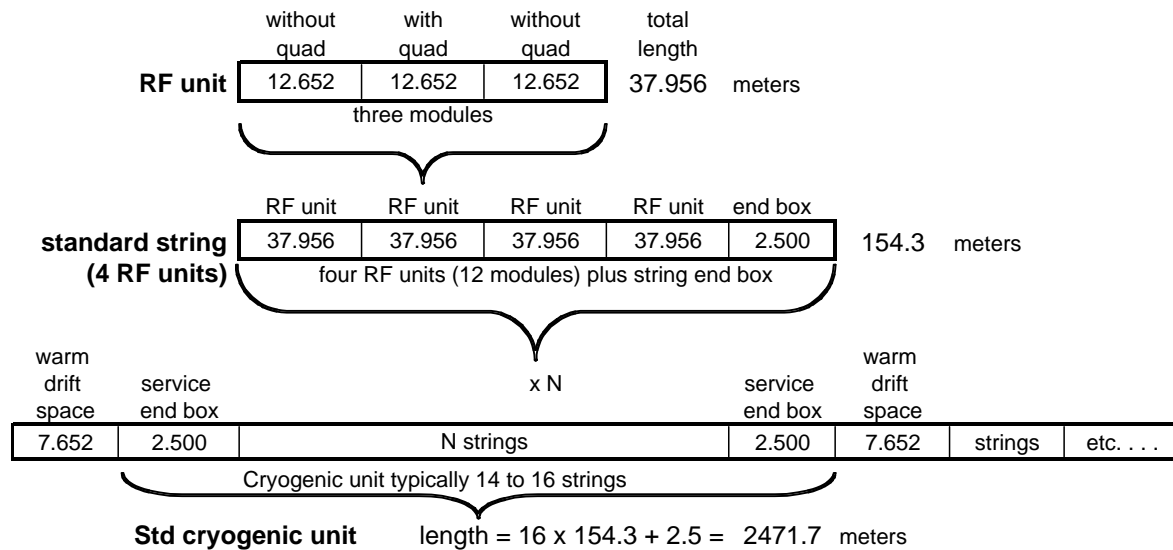 without with without total
quad quad quad length
RF unit 12.652 12.652 12.652 37.956 meters
three modules
RF unit RF unit RF unit RF unit end box
standard string 37.956 37.956 37.956 37.956 2.500 154.3 meters
(4 RF units) four RF units (12 modules) plus string end box
warm warm
drift service x N service drift
space end box end box space
7.652 2.500 N strings 2.500 7.652 strings etc. . . .
Cryogenic unit typically 14 to 16 strings
Std cryogenic unit length = 16 x 154.3 + 2.5 = 2471.7 meters